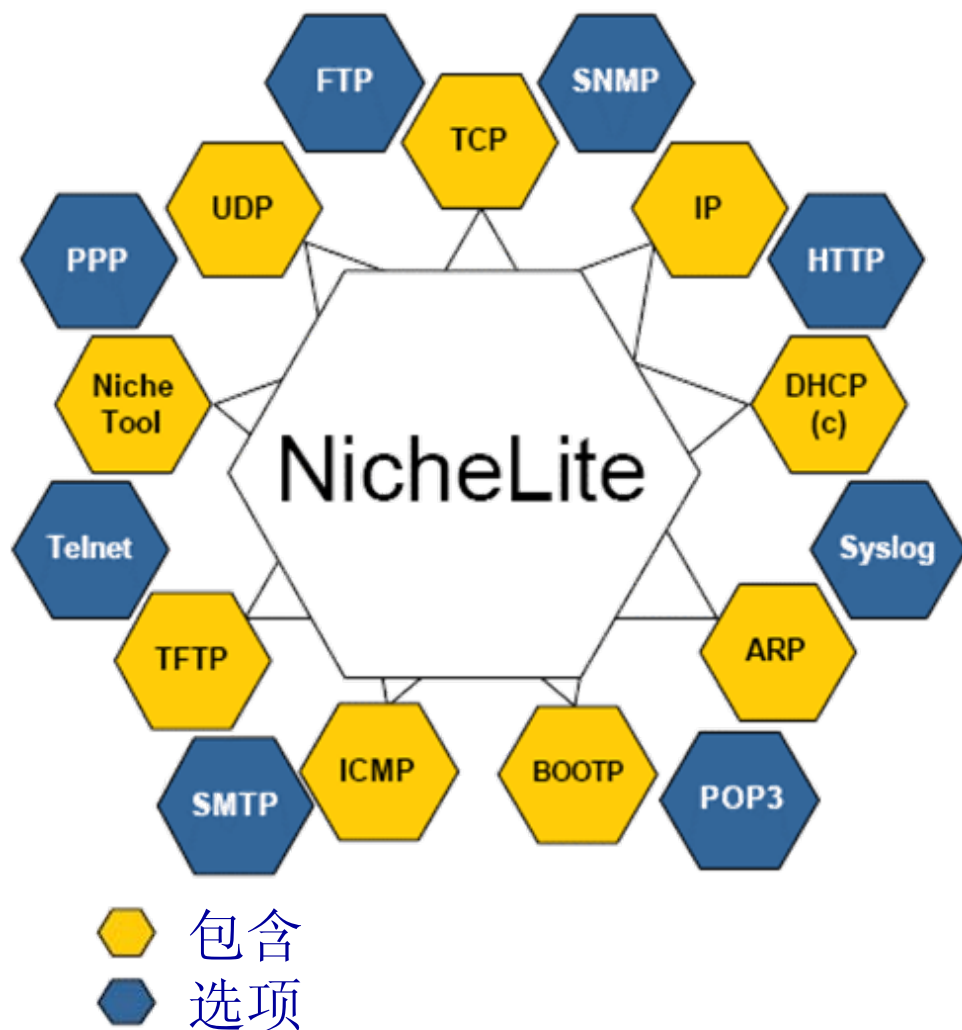 FTP
SNMP
TCP
UDP
IP
PPP
HTTP
Niche
Tool
DHCP
(c)
NicheLite
Telnet
Syslog
TFTP
ARP
SMTP
ICMP
BOOTP
POP3
包含
选项